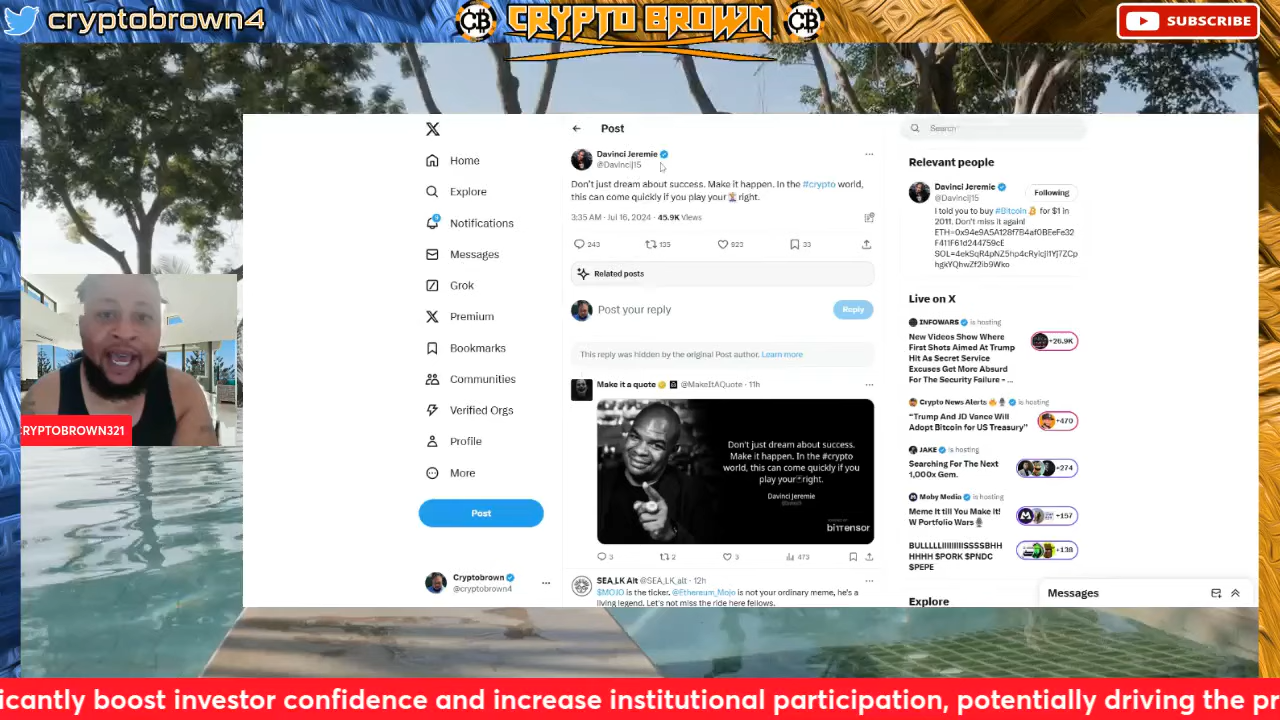 cryptobrown4
CB
CRYPTO BROWN
CB
SUBSCRIBE
Post
Search
Davinci Jeremie
@Davincij15
Don't just dream about success. Make it happen. In the #crypto world,
this can come quickly if you play your🃏right.
3:35 AM · Jul 16, 2024 · 45.9K Views
243
135
923
33
Related posts
Post your reply
Reply
This reply was hidden by the original Post author. Learn more
Make it a quote @MakeItAQuote · 11h
Don't just dream about success.
Make it happen. In the #crypto
world, this can come quickly if you
play your🃏right.
Davinci Jeremie
BITTENSOR
3
2
3
473
SEA_LK Alt @SEA_LK_alt · 12h
$MOJO is the ticker. @Ethereum_Mojo is not your ordinary meme, he's a
living legend. Let's not miss the ride here fellows.
Home
Explore
Notifications
Messages
Grok
Premium
Bookmarks
Communities
Verified Orgs
Profile
More
Post
Cryptobrown
@cryptobrown4
Relevant people
Davinci Jeremie
@Davincij15
Following
I told you to buy #Bitcoin for $1 in
2011. Don't miss it again!
Live on X
INFOWARS is hosting
New Videos Show Where
First Shots Aimed At Trump
Hit As Secret Service
Excuses Get More Absurd
For The Security Failure - ...
+26.9K
Crypto News Alerts is hosting
"Trump And JD Vance Will
Adopt Bitcoin for US Treasury"
+470
JAKE is hosting
Searching For The Next
1,000x Gem.
+274
Moby Media is hosting
Meme It till You Make It!
W Portfolio Wars
+157
BULLLLLIIIIIIIISSSSBHH
HHHH $PORK $PNDC
$PEPE
+138
Explore
Messages
RYPTOBROWN321
icantly boost investor confidence and increase institutional participation, potentially driving the pr